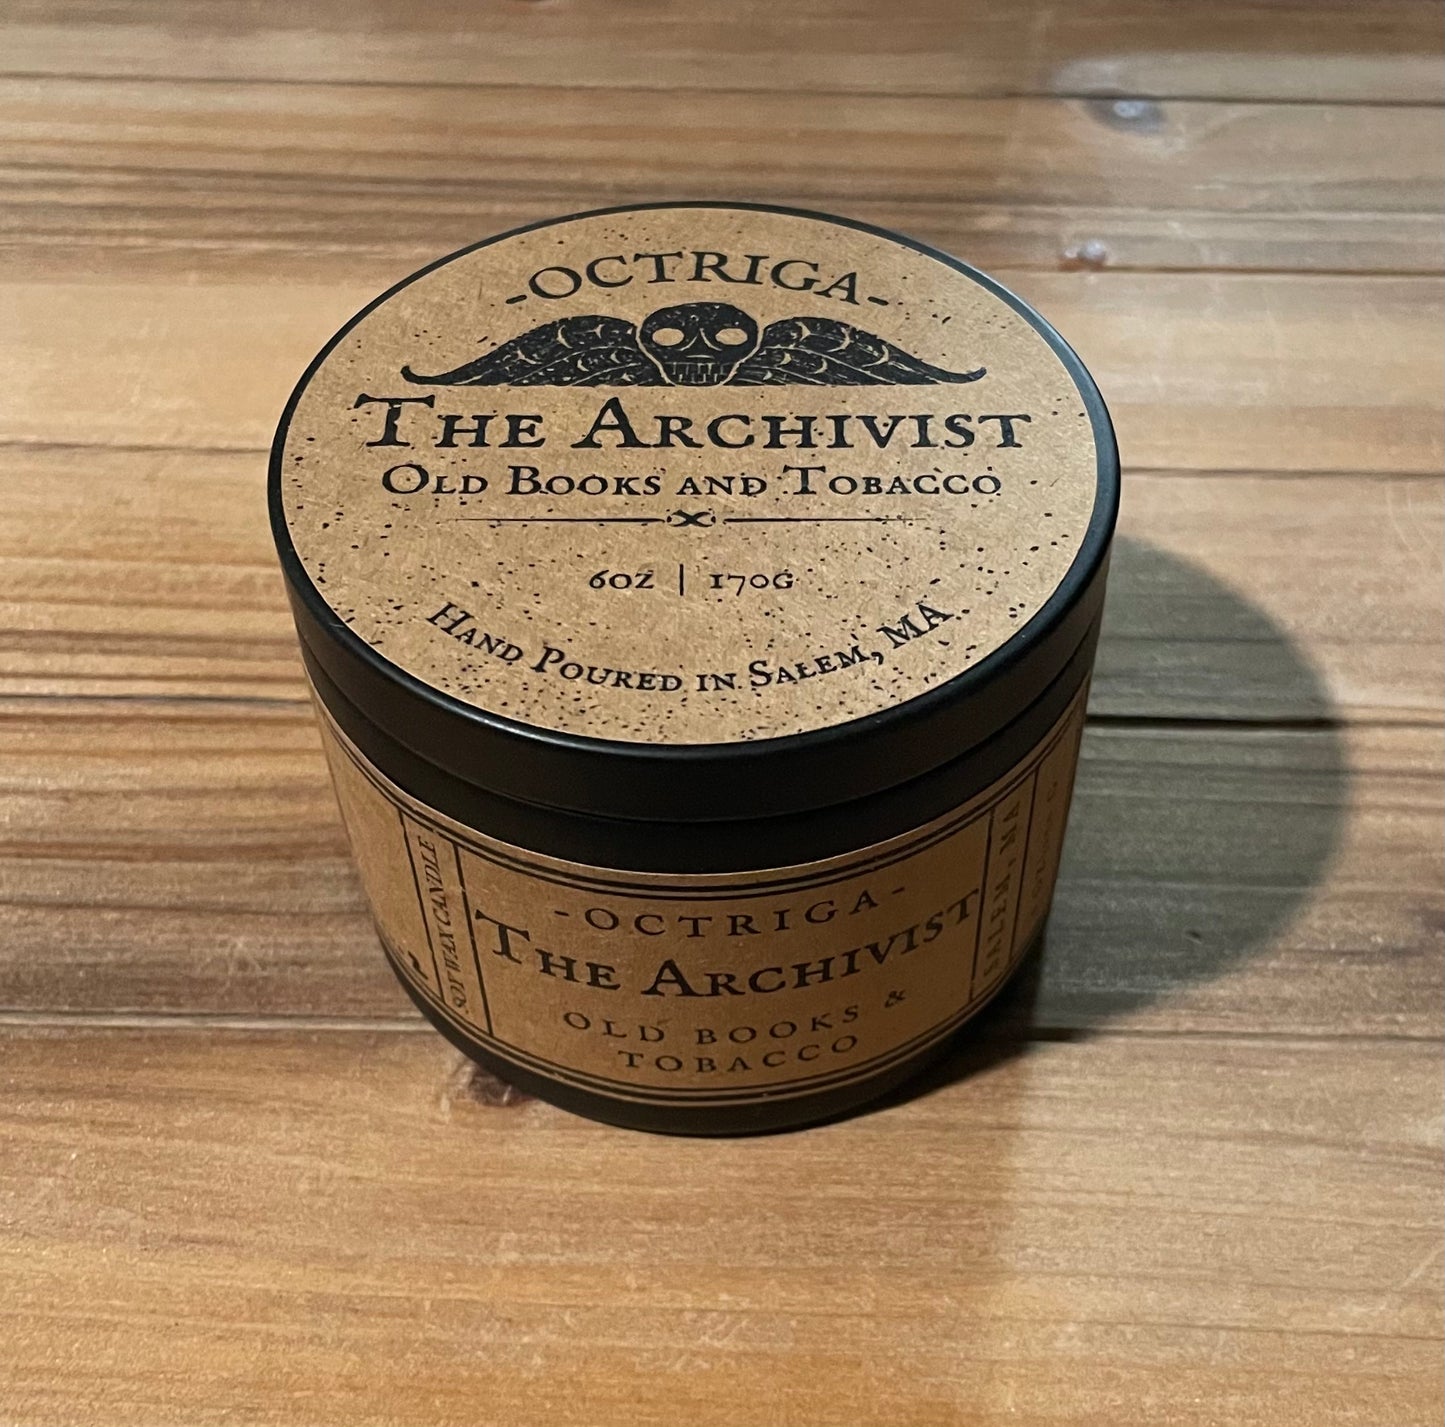 -OCTRIGA-
THE ARCHIVIST
OLD BOOKS AND TOBACCO
6OZ | 170G
HAND POURED IN SALEM, MA
SOY WAX CANDLE
-OCTRIGA-
THE ARCHIVIST
OLD BOOKS &
TOBACCO
SALEM, MA